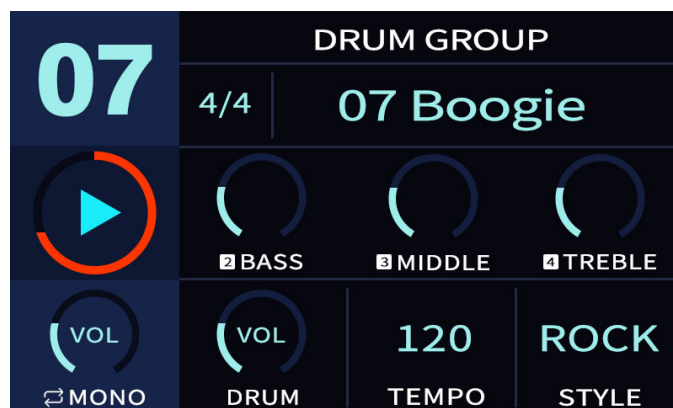 07
DRUM GROUP
4/4
07 Boogie
2 BASS
3 MIDDLE
4 TREBLE
VOL
MONO
VOL
DRUM
120
TEMPO
ROCK
STYLE